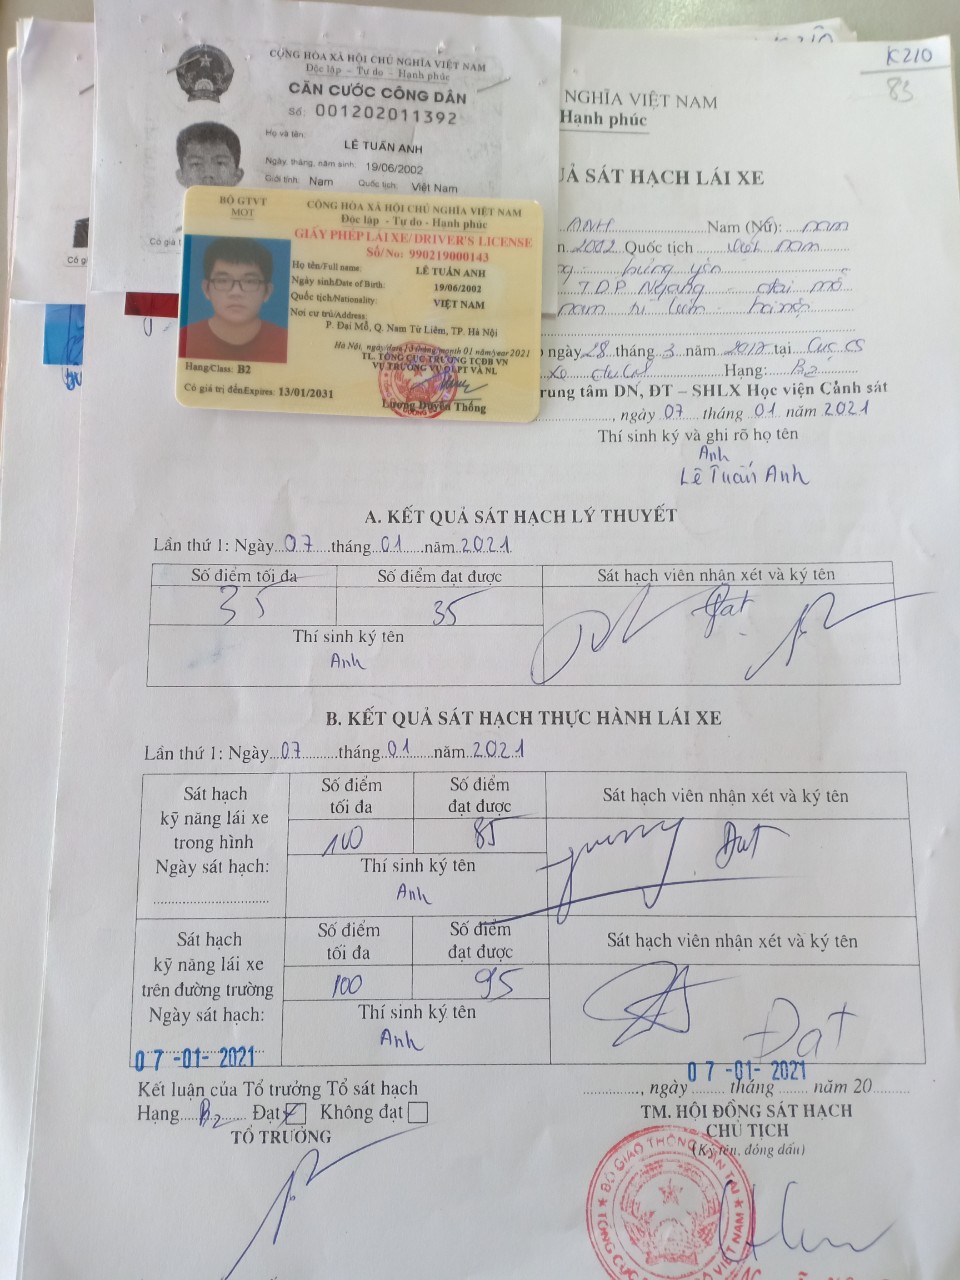 K210
83
CỘNG HÒA XÃ HỘI CHỦ NGHĨA VIỆT NAM
Độc lập - Tự do - Hạnh phúc
CĂN CƯỚC CÔNG DÂN
Số: 001202011392
Họ và tên:
LÊ TUẤN ANH
Ngày, tháng, năm sinh: 19/06/2002
Giới tính: Nam Quốc tịch: Việt Nam
Có giá t
Có gi
BỘ GTVT
MOT
CỘNG HÒA XÃ HỘI CHỦ NGHĨA VIỆT NAM
Độc lập - Tự do - Hạnh phúc
GIẤY PHÉP LÁI XE/DRIVER'S LICENSE
Số/No: 990219000143
Họ tên/Full name: LÊ TUẤN ANH
Ngày sinh/Date of Birth: 19/06/2002
Quốc tịch/Nationality: VIỆT NAM
Nơi cư trú/Address:
P. Đại Mỗ, Q. Nam Từ Liêm, TP. Hà Nội
Hà Nội, ngày/date 13 tháng/month 01 năm/year 2021
TL. TỔNG CỤC TRƯỞNG TCĐB VN
VỤ TRƯỞNG VỤ QLPT VÀ NL
Hạng/Class: B2
Có giá trị đến/Expires: 13/01/2031
Lương Duyên Thống
NGHĨA VIỆT NAM
Hạnh phúc
UẢ SÁT HẠCH LÁI XE
ANH Nam (Nữ): nam
2002 Quốc tịch Việt nam
hưng yên
TDP Ngang - đại mỗ
nam từ liêm - hà nội
ngày 28 tháng 3 năm 2017 tại Cục CS
Hạng: B2
rung tâm DN, ĐT – SHLX Học viện Cảnh sát
, ngày 07 tháng 01 năm 2021
Thí sinh ký và ghi rõ họ tên
Anh
Lê Tuấn Anh
A. KẾT QUẢ SÁT HẠCH LÝ THUYẾT
Lần thứ 1: Ngày 07 tháng 01 năm 2021
Số điểm tối đa Số điểm đạt được Sát hạch viên nhận xét và ký tên
35 35 Đạt
Thí sinh ký tên
Anh
B. KẾT QUẢ SÁT HẠCH THỰC HÀNH LÁI XE
Lần thứ 1: Ngày 07 tháng 01 năm 2021
Sát hạch
kỹ năng lái xe
trong hình
Ngày sát hạch:
Số điểm
tối đa
Số điểm
đạt được
Sát hạch viên nhận xét và ký tên
100 85 Đạt
Thí sinh ký tên
Anh
Sát hạch
kỹ năng lái xe
trên đường trường
Ngày sát hạch:
07-01-2021
Số điểm
tối đa
Số điểm
đạt được
Sát hạch viên nhận xét và ký tên
100 95
Thí sinh ký tên
Anh
Đạt
Kết luận của Tổ trưởng Tổ sát hạch
Hạng B2 Đạt Không đạt
TỔ TRƯỞNG
07-01-2021
, ngày tháng năm 20
TM. HỘI ĐỒNG SÁT HẠCH
CHỦ TỊCH
(Ký tên, đóng dấu)
BỘ GIAO THÔNG VẬN TẢI
TỔNG CỤC VIỆT NAM